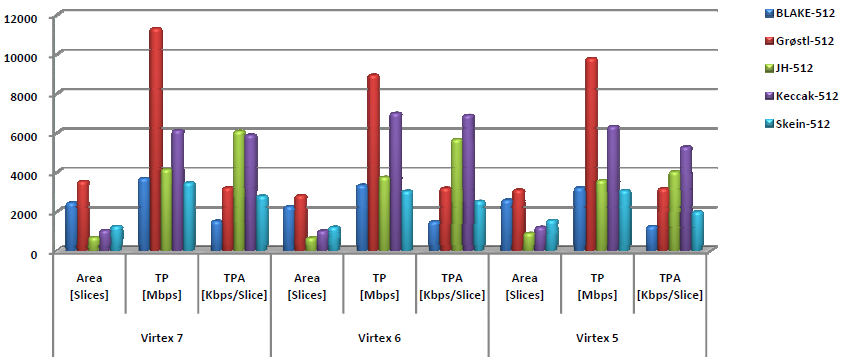 12000
10000
8000
6000
4000
2000
0
Area
[Slices]
TP
[Mbps]
TPA
[Kbps/Slice]
Area
[Slices]
TP
[Mbps]
TPA
[Kbps/Slice]
Area
[Slices]
TP
[Mbps]
TPA
[Kbps/Slice]
Virtex 7
Virtex 6
Virtex 5
BLAKE-512
Grøstl-512
JH-512
Keccak-512
Skein-512